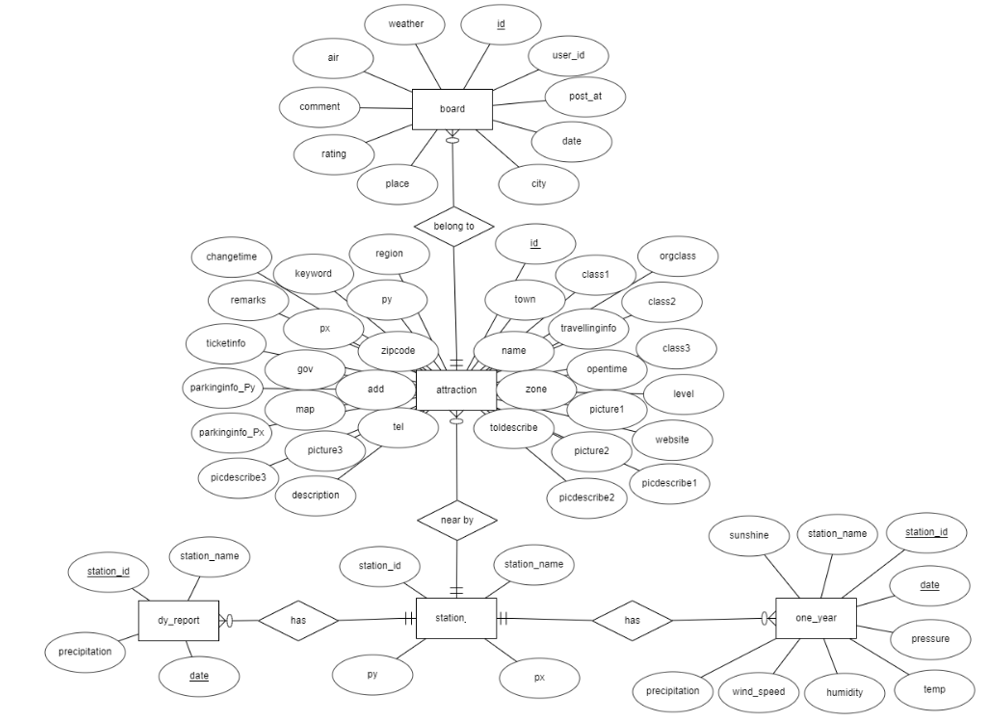 weather
id
air
user_id
post_at
comment
board
date
rating
place
city
belong to
id
region
changetime
orgclass
keyword
class1
remarks
py
town
class2
px
travellinginfo
ticketinfo
zipcode
name
class3
gov
opentime
parkinginfo_Py
add
attraction
zone
level
map
picture1
tel
toldescribe
parkinginfo_Px
website
picture3
picture2
picdescribe3
picdescribe1
description
picdescribe2
near by
station_name
sunshine
station_name
station_id
station_id
station_id
station_name
date
dy_report
has
station_
has
one_year
pressure
precipitation
date
py
px
precipitation
wind_speed
humidity
temp